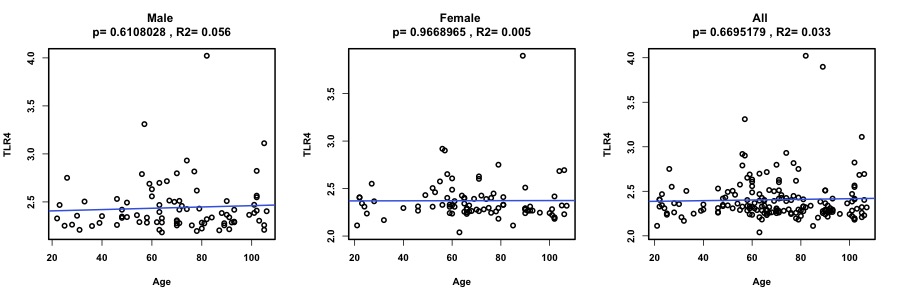 Male
p= 0.6108028 , R2= 0.056
TLR4
4.0
3.5
3.0
2.5
20 40 60 80 100
Age
Female
p= 0.9668965 , R2= 0.005
TLR4
3.5
3.0
2.5
2.0
20 40 60 80 100
Age
All
p= 0.6695179 , R2= 0.033
TLR4
4.0
3.5
3.0
2.5
2.0
20 40 60 80 100
Age